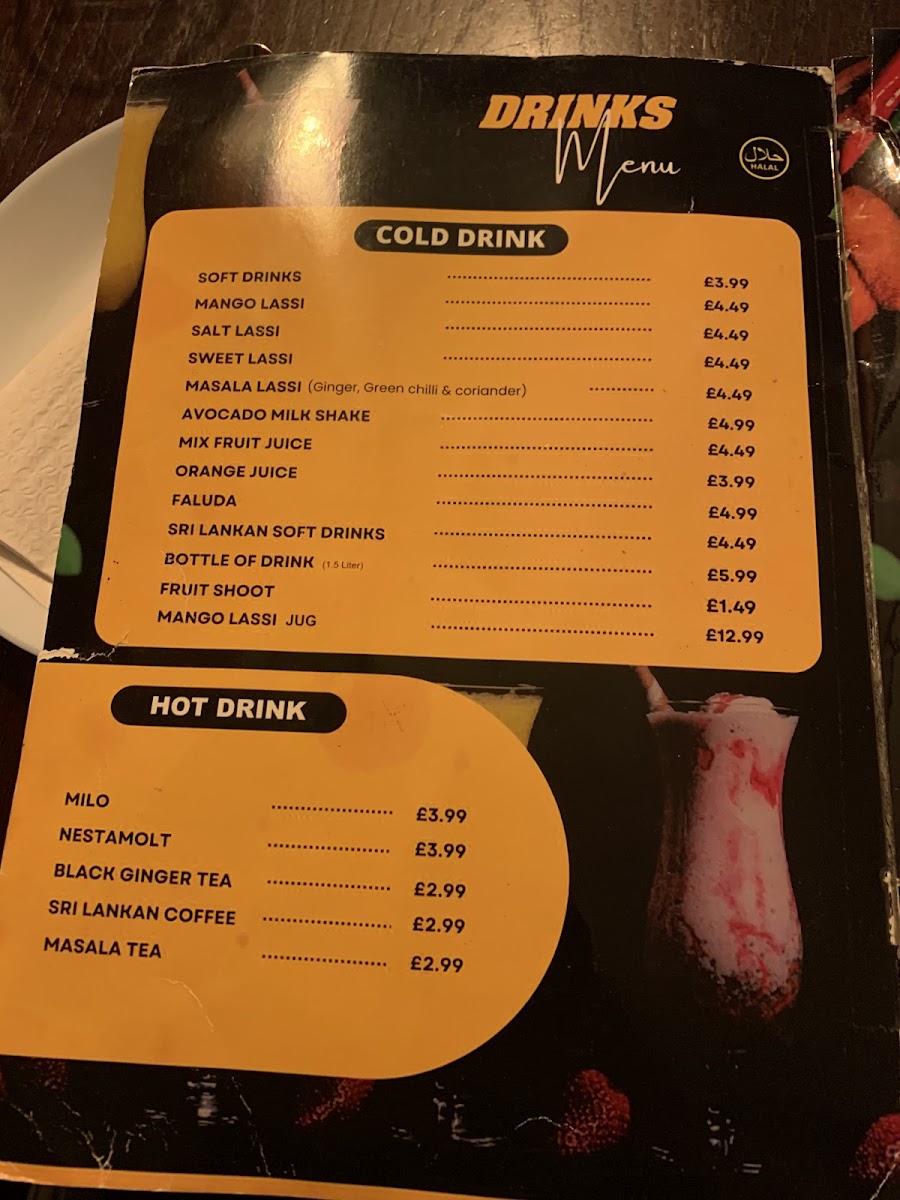 DRINKS
Menu
حلال
HALAL
COLD DRINK
SOFT DRINKS ........ £3.99
MANGO LASSI ........ £4.49
SALT LASSI ........ £4.49
SWEET LASSI ........ £4.49
MASALA LASSI (Ginger, Green chilli & coriander) ........ £4.49
AVOCADO MILK SHAKE ........ £4.99
MIX FRUIT JUICE ........ £4.49
ORANGE JUICE ........ £3.99
FALUDA ........ £4.99
SRI LANKAN SOFT DRINKS ........ £4.49
BOTTLE OF DRINK (1.5 Liter) ........ £5.99
FRUIT SHOOT ........ £1.49
MANGO LASSI JUG ........ £12.99
HOT DRINK
MILO ........ £3.99
NESTAMOLT ........ £3.99
BLACK GINGER TEA ........ £2.99
SRI LANKAN COFFEE ........ £2.99
MASALA TEA ........ £2.99